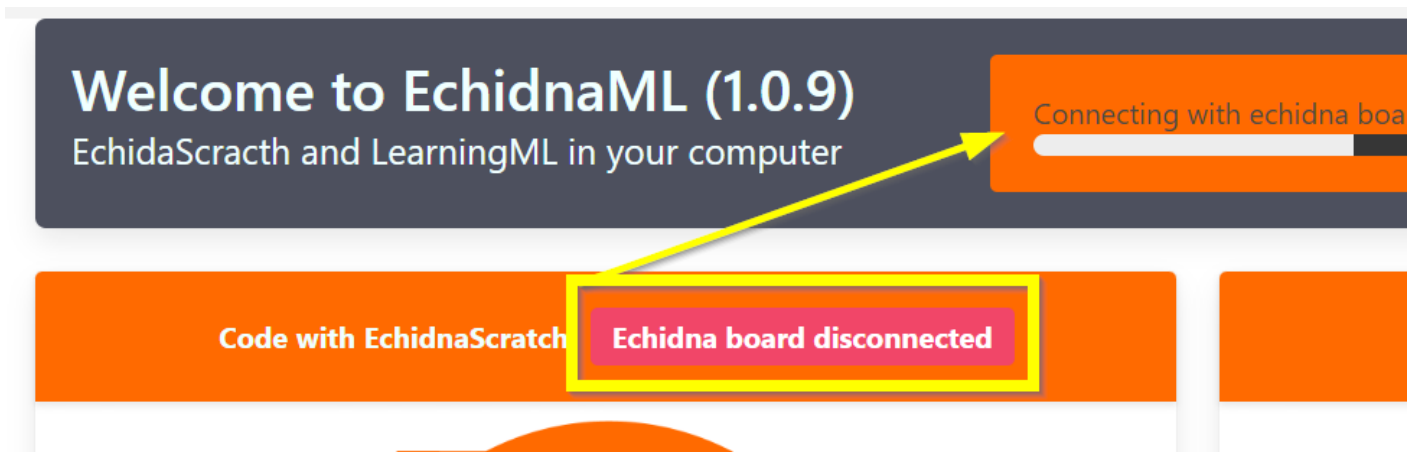 Welcome to EchidnaML (1.0.9)
EchidaScracth and LearningML in your computer
Connecting with echidna boa
Code with EchidnaScratch
Echidna board disconnected